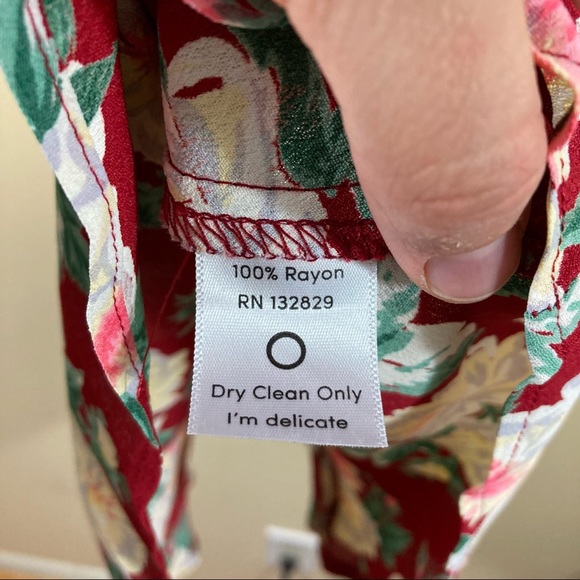 100% Rayon
RN 132829
Dry Clean Only
I'm delicate